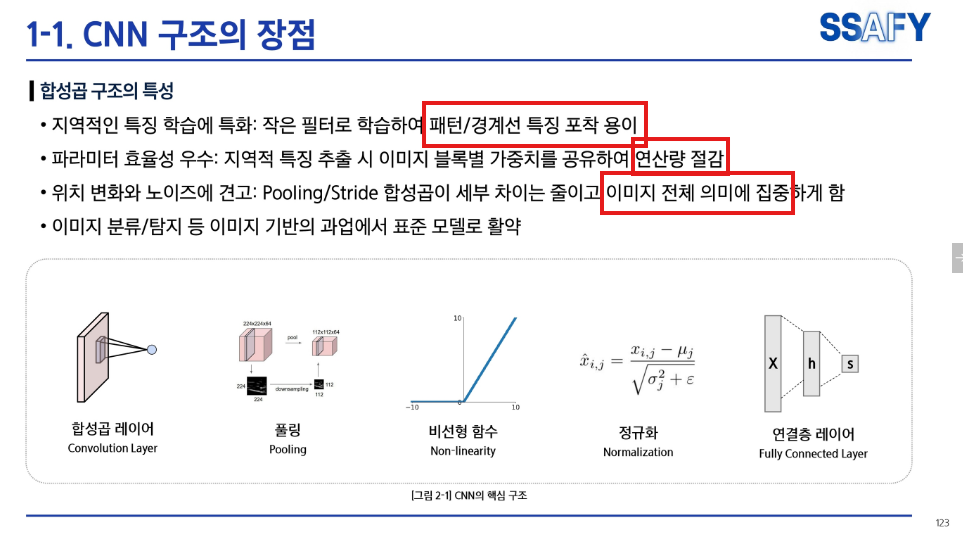 1-1. CNN 구조의 장점
SSAFY
합성곱 구조의 특성
• 지역적인 특징 학습에 특화: 작은 필터로 학습하여 패턴/경계선 특징 포착 용이
• 파라미터 효율성 우수: 지역적 특징 추출 시 이미지 블록별 가중치를 공유하여 연산량 절감
• 위치 변화와 노이즈에 견고: Pooling/Stride 합성곱이 세부 차이는 줄이고 이미지 전체 의미에 집중하게 함
• 이미지 분류/탐지 등 이미지 기반의 과업에서 표준 모델로 활약
224x224x64
pool
112x112x64
224
224
downsampling
112
112
10
-10
0
10
x̂i,j = (xi,j − μj) / √(σj² + ε)
X
h
s
합성곱 레이어
Convolution Layer
풀링
Pooling
비선형 함수
Non-linearity
정규화
Normalization
연결층 레이어
Fully Connected Layer
[그림 2-1] CNN의 핵심 구조
123